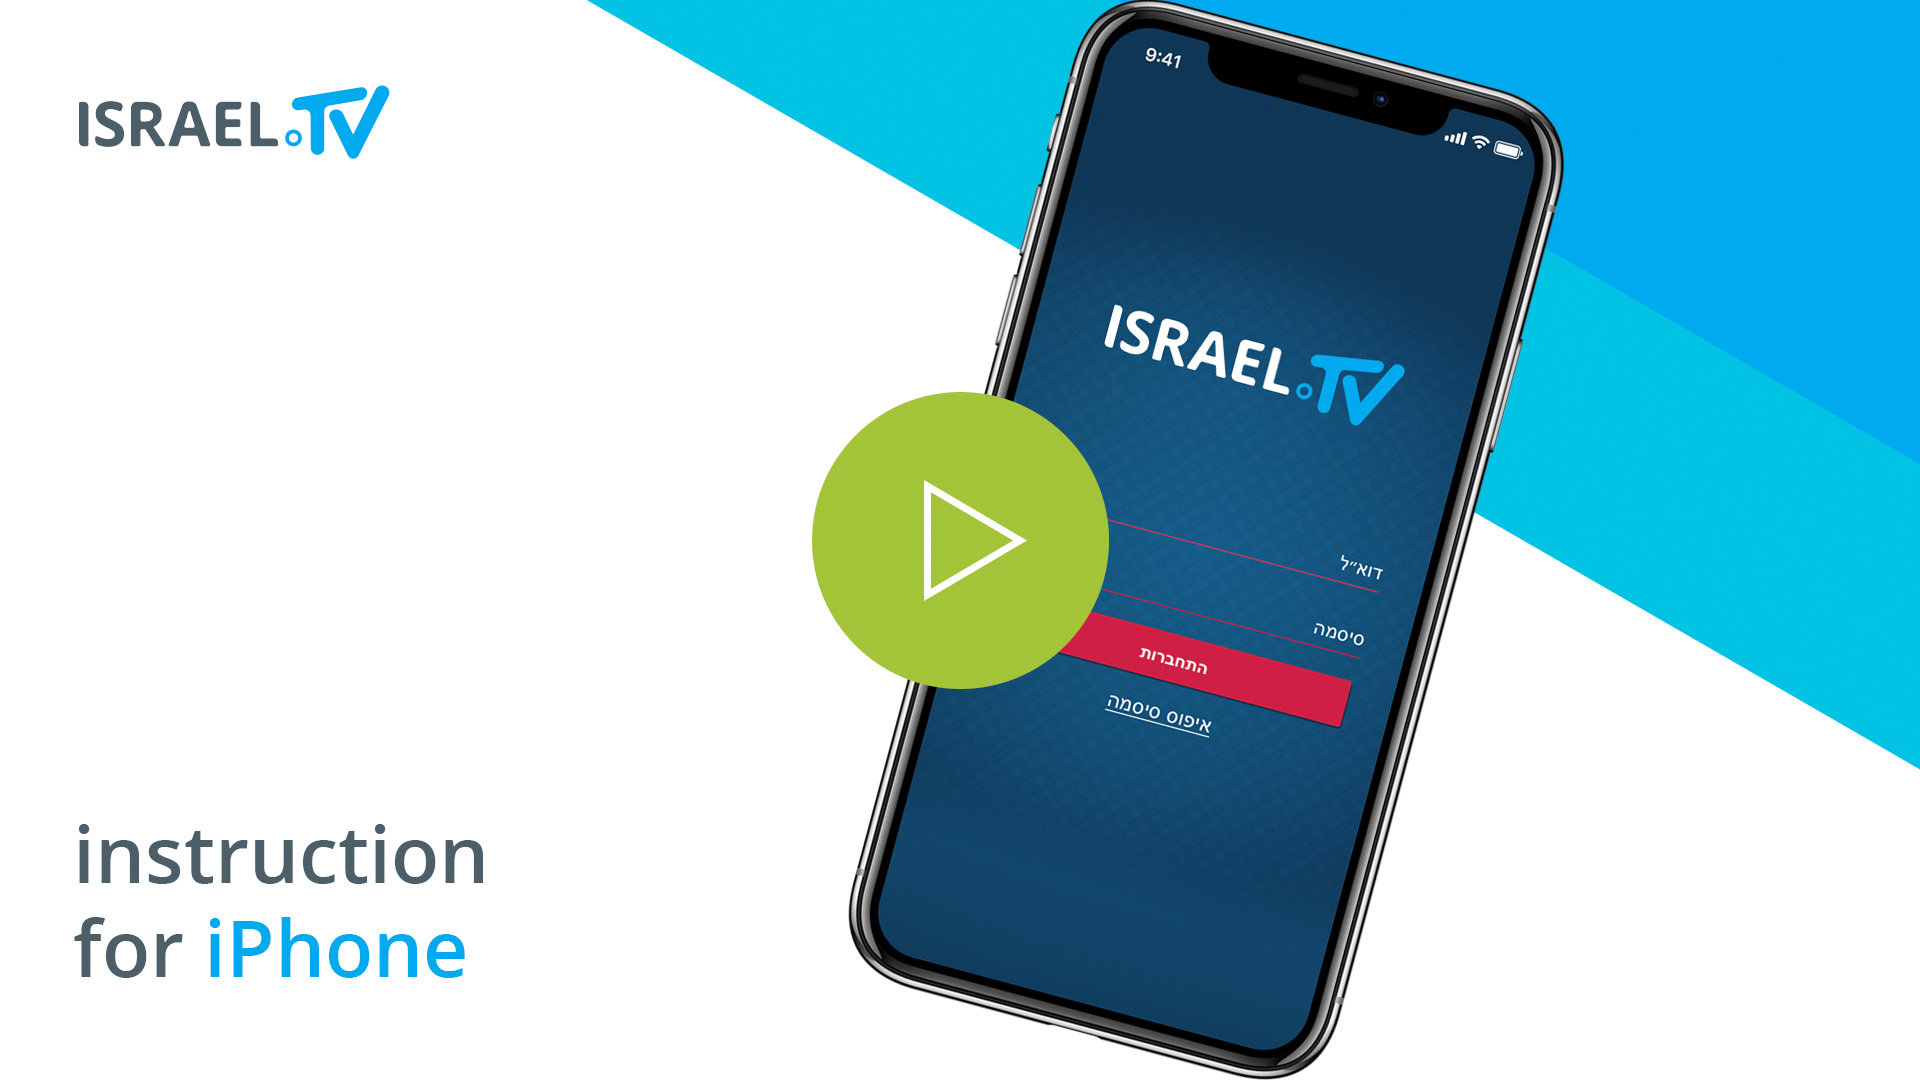 ISRAEL.TV
9:41
ISRAEL.TV
דוא״ל
סיסמה
התחברות
איפוס סיסמה
instruction
for iPhone